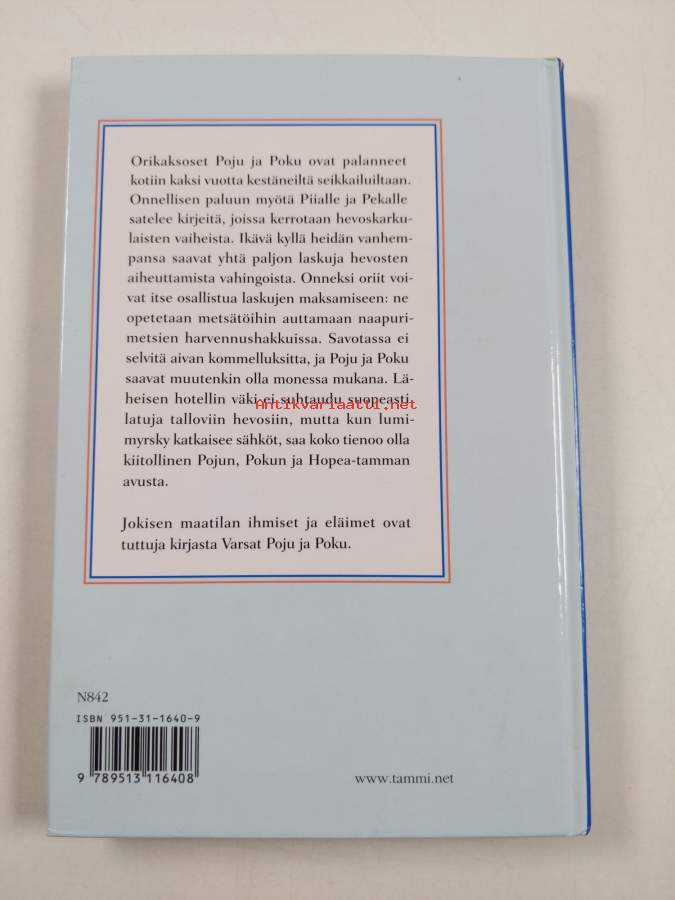 Orikaksoset Poju ja Poku ovat palanneet
kotiin kaksi vuotta kestäneiltä seikkailuiltaan.
Onnellisen paluun myötä Piialle ja Pekalle
satelee kirjeitä, joissa kerrotaan hevoskarku-
laisten vaiheista. Ikävä kyllä heidän vanhem-
pansa saavat yhtä paljon laskuja hevosten
aiheuttamista vahingoista. Onneksi oriit voi-
vat itse osallistua laskujen maksamiseen: ne
opetetaan metsätöihin auttamaan naapuri-
metsien harvennushakkuissa. Savotassa ei
selvitä aivan kommelluksitta, ja Poju ja Poku
saavat muutenkin olla monessa mukana. Lä-
heisen hotellin väki ei suhtaudu suopeasti
Antikvariaatti.net
latuja talloviin hevosiin, mutta kun lumi-
myrsky katkaisee sähköt, saa koko tienoo olla
kiitollinen Pojun, Pokun ja Hopea-tamman
avusta.
Jokisen maatilan ihmiset ja eläimet ovat
tuttuja kirjasta Varsat Poju ja Poku.
N842
ISBN 951-31-1640-9
9 789513 116408
www.tammi.net